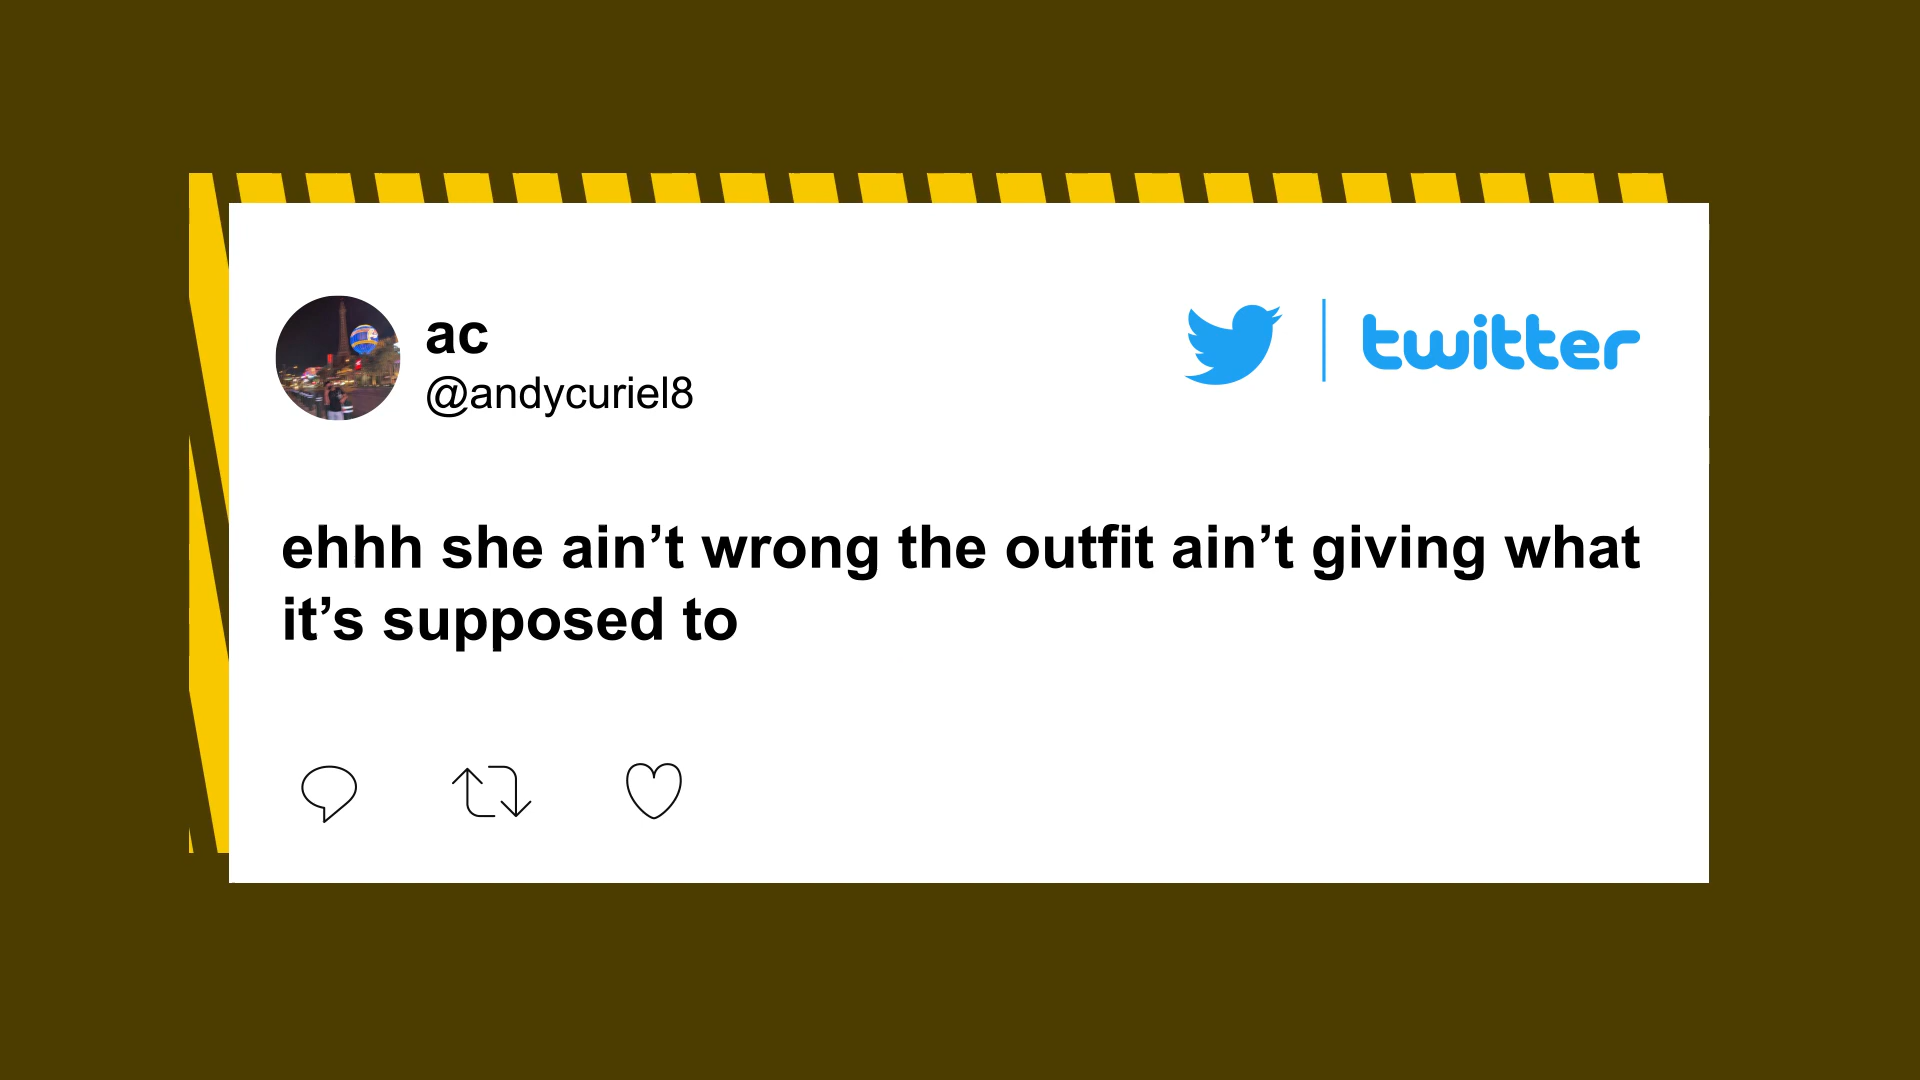 ac
@andycuriel8
twitter
ehhh she ain’t wrong the outfit ain’t giving what
it’s supposed to